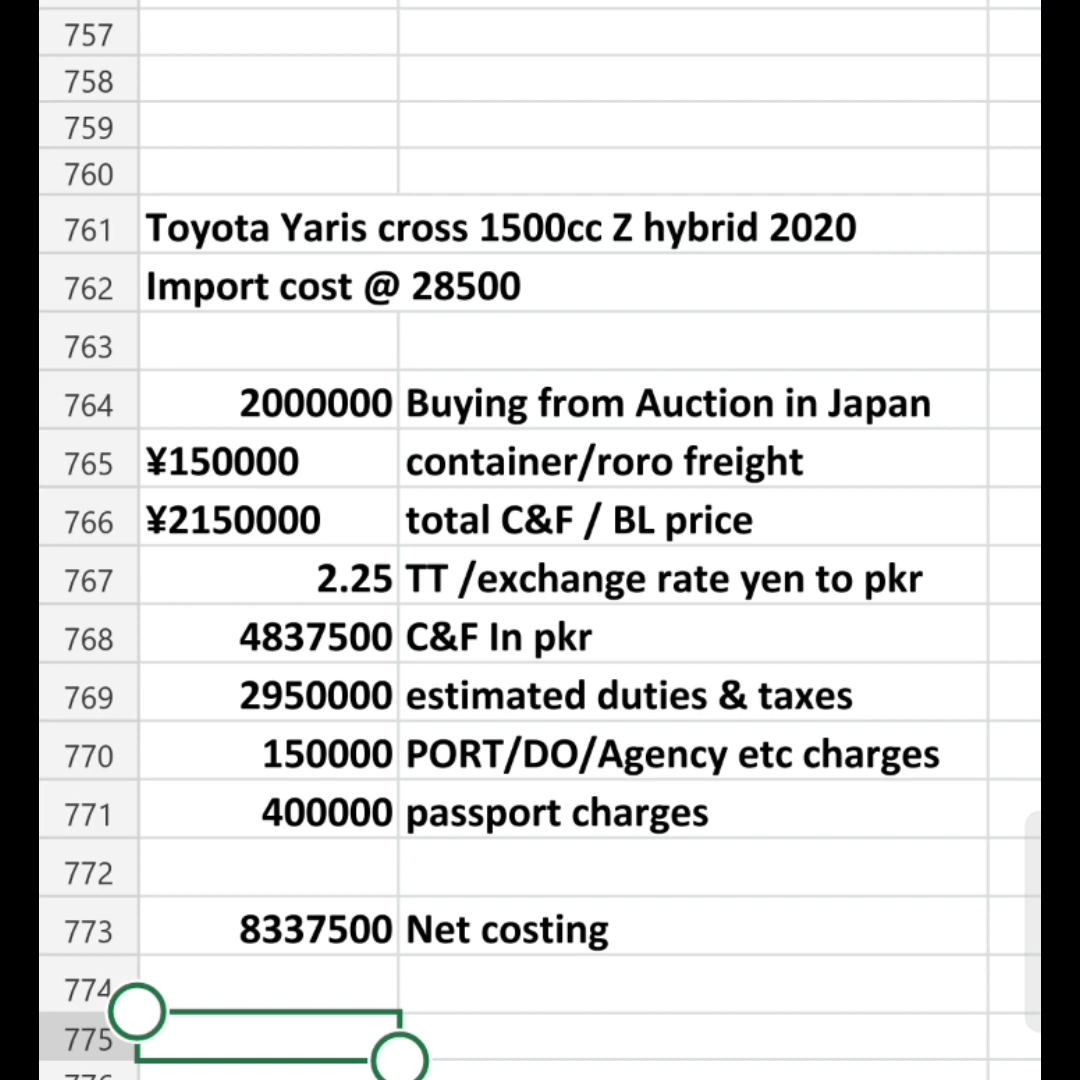 757
758
759
760
761 Toyota Yaris cross 1500cc Z hybrid 2020
762 Import cost @ 28500
763
764 2000000 Buying from Auction in Japan
765 ¥150000 container/roro freight
766 ¥2150000 total C&F / BL price
767 2.25 TT /exchange rate yen to pkr
768 4837500 C&F In pkr
769 2950000 estimated duties & taxes
770 150000 PORT/DO/Agency etc charges
771 400000 passport charges
772
773 8337500 Net costing
774
775